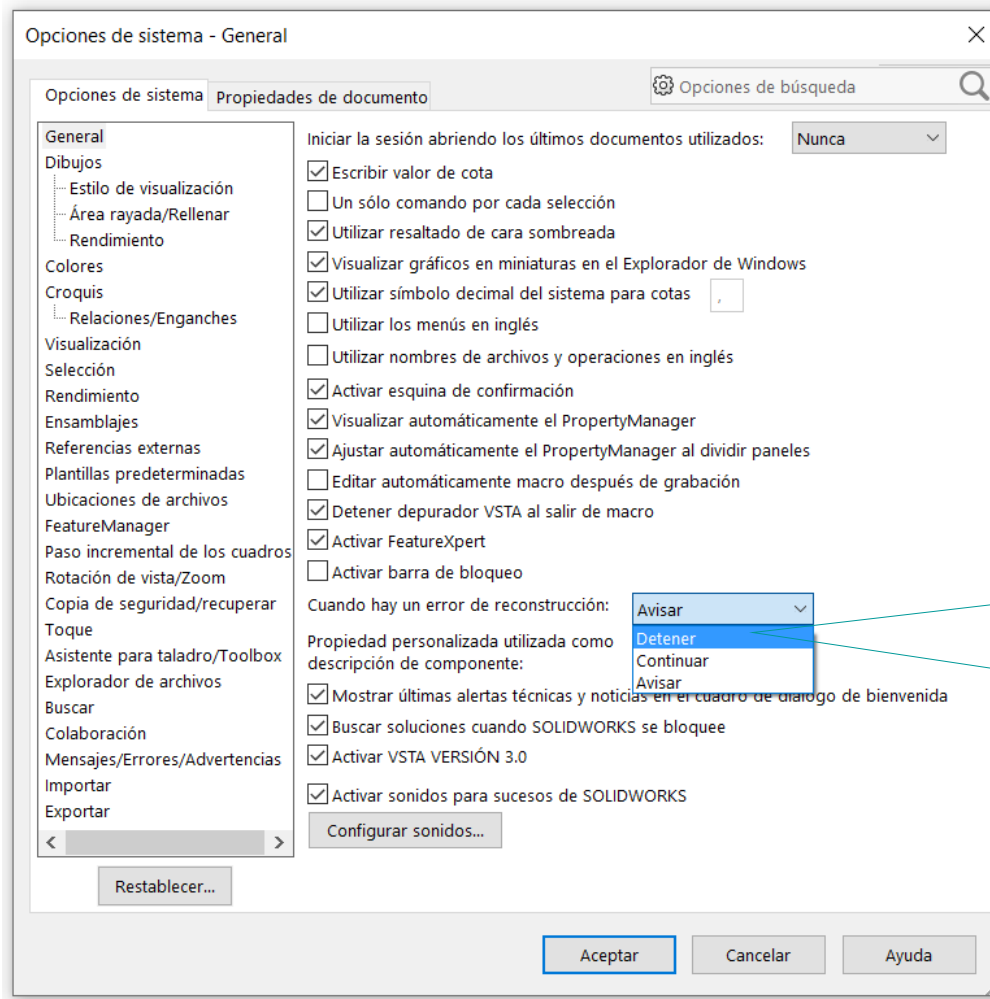 Opciones de sistema - General
Opciones de sistema
Propiedades de documento
Opciones de búsqueda
General
Dibujos
Estilo de visualización
Área rayada/Rellenar
Rendimiento
Colores
Croquis
Relaciones/Enganches
Visualización
Selección
Rendimiento
Ensamblajes
Referencias externas
Plantillas predeterminadas
Ubicaciones de archivos
FeatureManager
Paso incremental de los cuadros
Rotación de vista/Zoom
Copia de seguridad/recuperar
Toque
Asistente para taladro/Toolbox
Explorador de archivos
Buscar
Colaboración
Mensajes/Errores/Advertencias
Importar
Exportar
Restablecer...
Iniciar la sesión abriendo los últimos documentos utilizados: Nunca
Escribir valor de cota
Un sólo comando por cada selección
Utilizar resaltado de cara sombreada
Visualizar gráficos en miniaturas en el Explorador de Windows
Utilizar símbolo decimal del sistema para cotas ,
Utilizar los menús en inglés
Utilizar nombres de archivos y operaciones en inglés
Activar esquina de confirmación
Visualizar automáticamente el PropertyManager
Ajustar automáticamente el PropertyManager al dividir paneles
Editar automáticamente macro después de grabación
Detener depurador VSTA al salir de macro
Activar FeatureXpert
Activar barra de bloqueo
Cuando hay un error de reconstrucción: Avisar
Detener
Continuar
Avisar
Propiedad personalizada utilizada como
descripción de componente:
Mostrar últimas alertas técnicas y noticias en el cuadro de diálogo de bienvenida
Buscar soluciones cuando SOLIDWORKS se bloquee
Activar VSTA VERSIÓN 3.0
Activar sonidos para sucesos de SOLIDWORKS
Configurar sonidos...
Aceptar
Cancelar
Ayuda